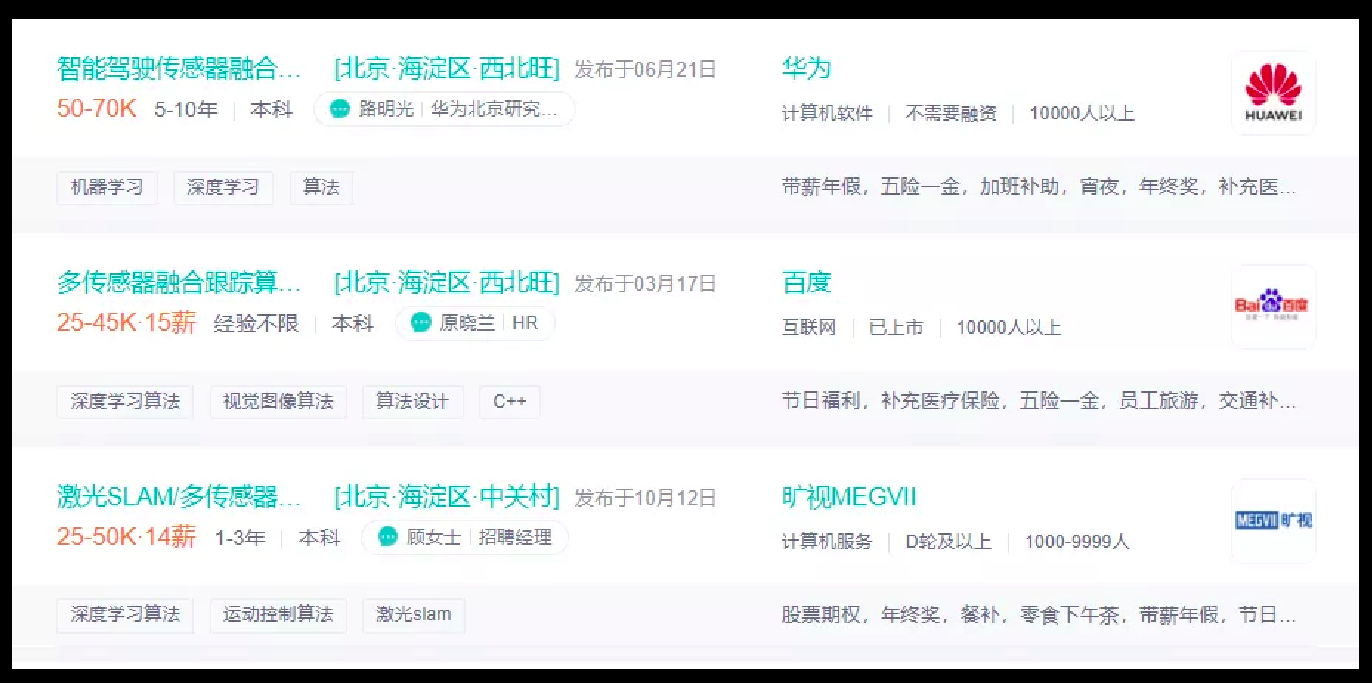 智能驾驶传感器融合... [北京·海淀区·西北旺] 发布于06月21日
50-70K 5-10年 本科 路明光 华为北京研究...
华为
计算机软件 不需要融资 10000人以上
HUAWEI
机器学习 深度学习 算法
带薪年假，五险一金，加班补助，宵夜，年终奖，补充医...
多传感器融合跟踪算... [北京·海淀区·西北旺] 发布于03月17日
25-45K·15薪 经验不限 本科 原晓兰 HR
百度
互联网 已上市 10000人以上
Bai 百度
深度学习算法 视觉图像算法 算法设计 C++
节日福利，补充医疗保险，五险一金，员工旅游，交通补...
激光SLAM/多传感器... [北京·海淀区·中关村] 发布于10月12日
25-50K·14薪 1-3年 本科 顾女士 招聘经理
旷视MEGVII
计算机服务 D轮及以上 1000-9999人
MEGVII 旷视
深度学习算法 运动控制算法 激光slam
股票期权，年终奖，餐补，零食下午茶，带薪年假，节日...